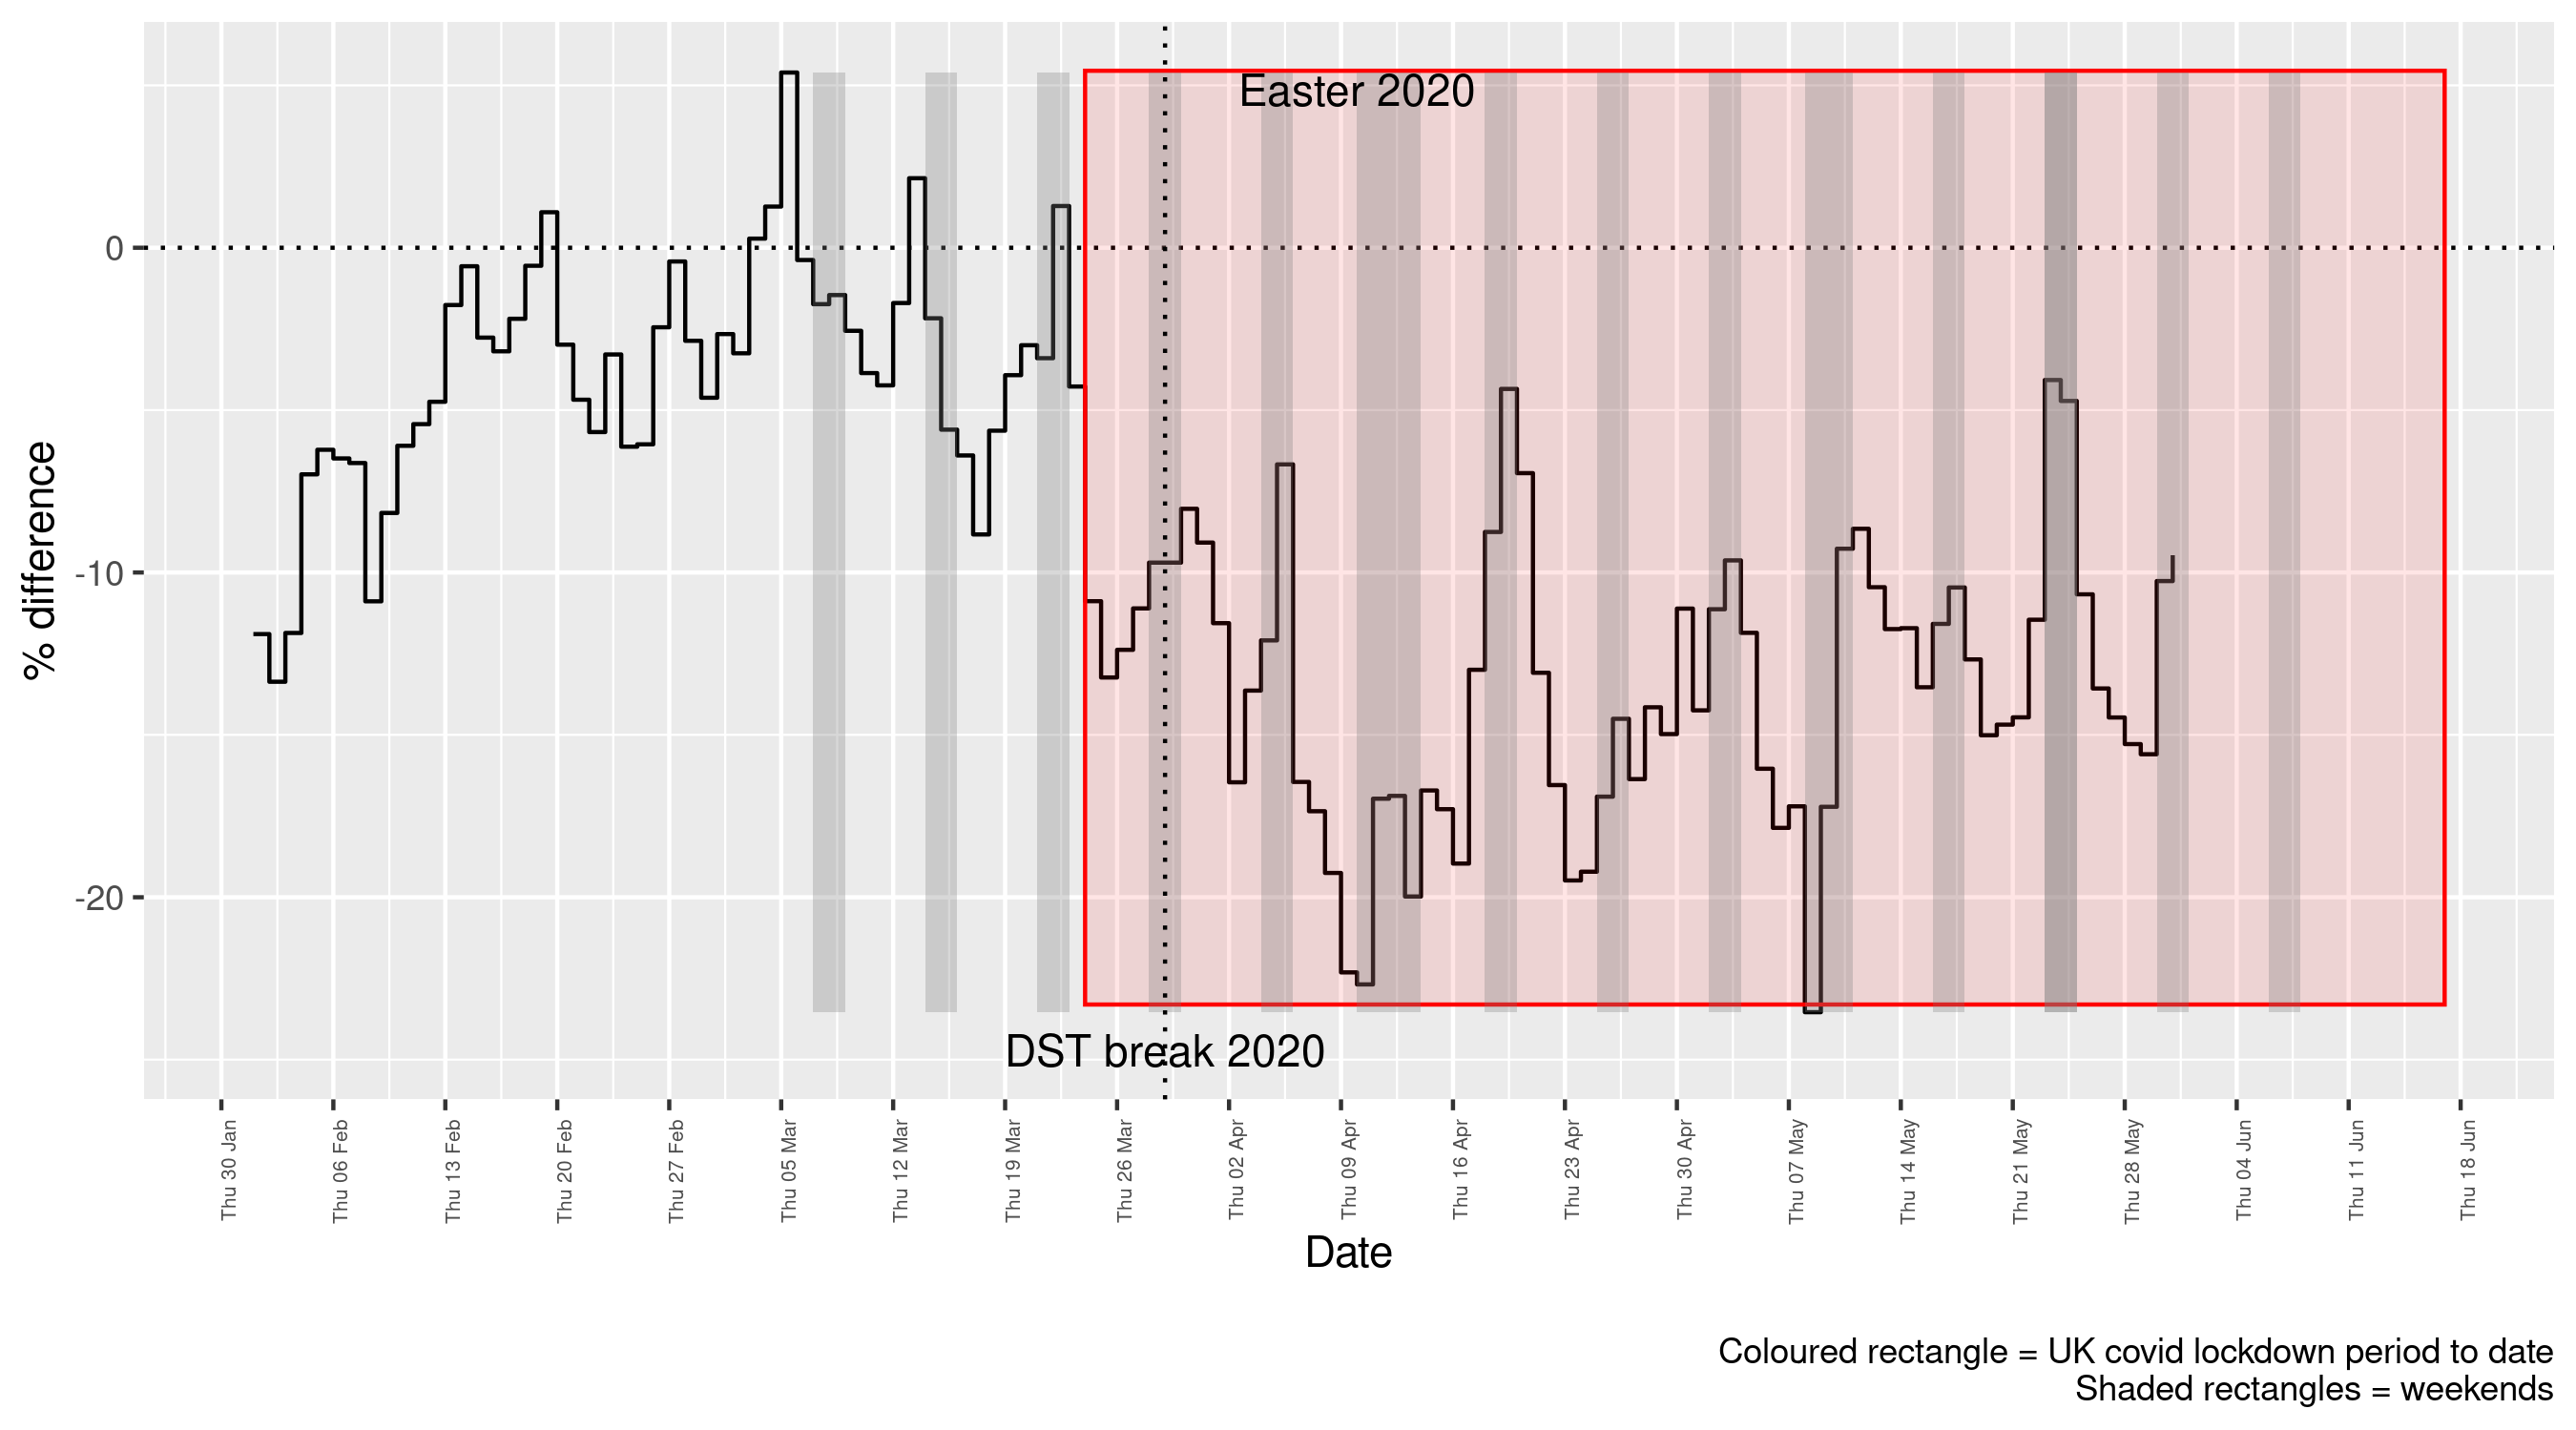 Easter 2020
0
-10
-20
% difference
DST break 2020
Thu 30 Jan
Thu 06 Feb
Thu 13 Feb
Thu 20 Feb
Thu 27 Feb
Thu 05 Mar
Thu 12 Mar
Thu 19 Mar
Thu 26 Mar
Thu 02 Apr
Thu 09 Apr
Thu 16 Apr
Thu 23 Apr
Thu 30 Apr
Thu 07 May
Thu 14 May
Thu 21 May
Thu 28 May
Thu 04 Jun
Thu 11 Jun
Thu 18 Jun
Date
Coloured rectangle = UK covid lockdown period to date
Shaded rectangles = weekends